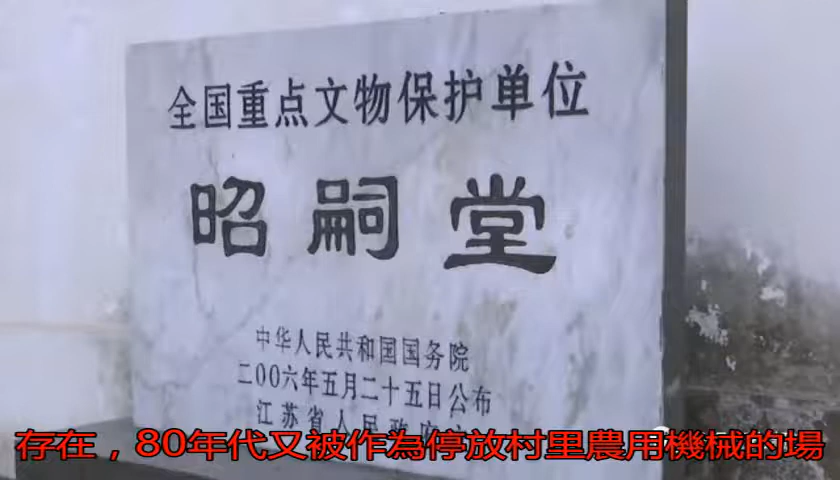 全国重点文物保护单位
昭嗣堂
中华人民共和国国务院
二〇〇六年五月二十五日公布
江苏省人民政府
存在，80年代又被作為停放村里農用機械的場